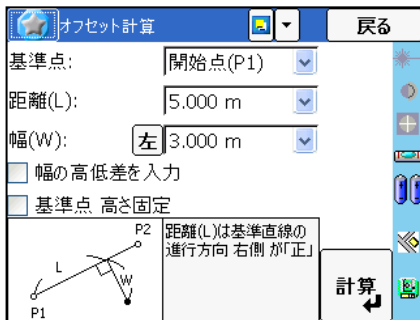 オフセット計算
戻る
基準点:
開始点(P1)
距離(L):
5.000 m
幅(W):
左
3.000 m
幅の高低差を入力
基準点 高さ固定
P2
L
W
P1
距離(L)は基準直線の
進行方向 右側 が「正」
計算